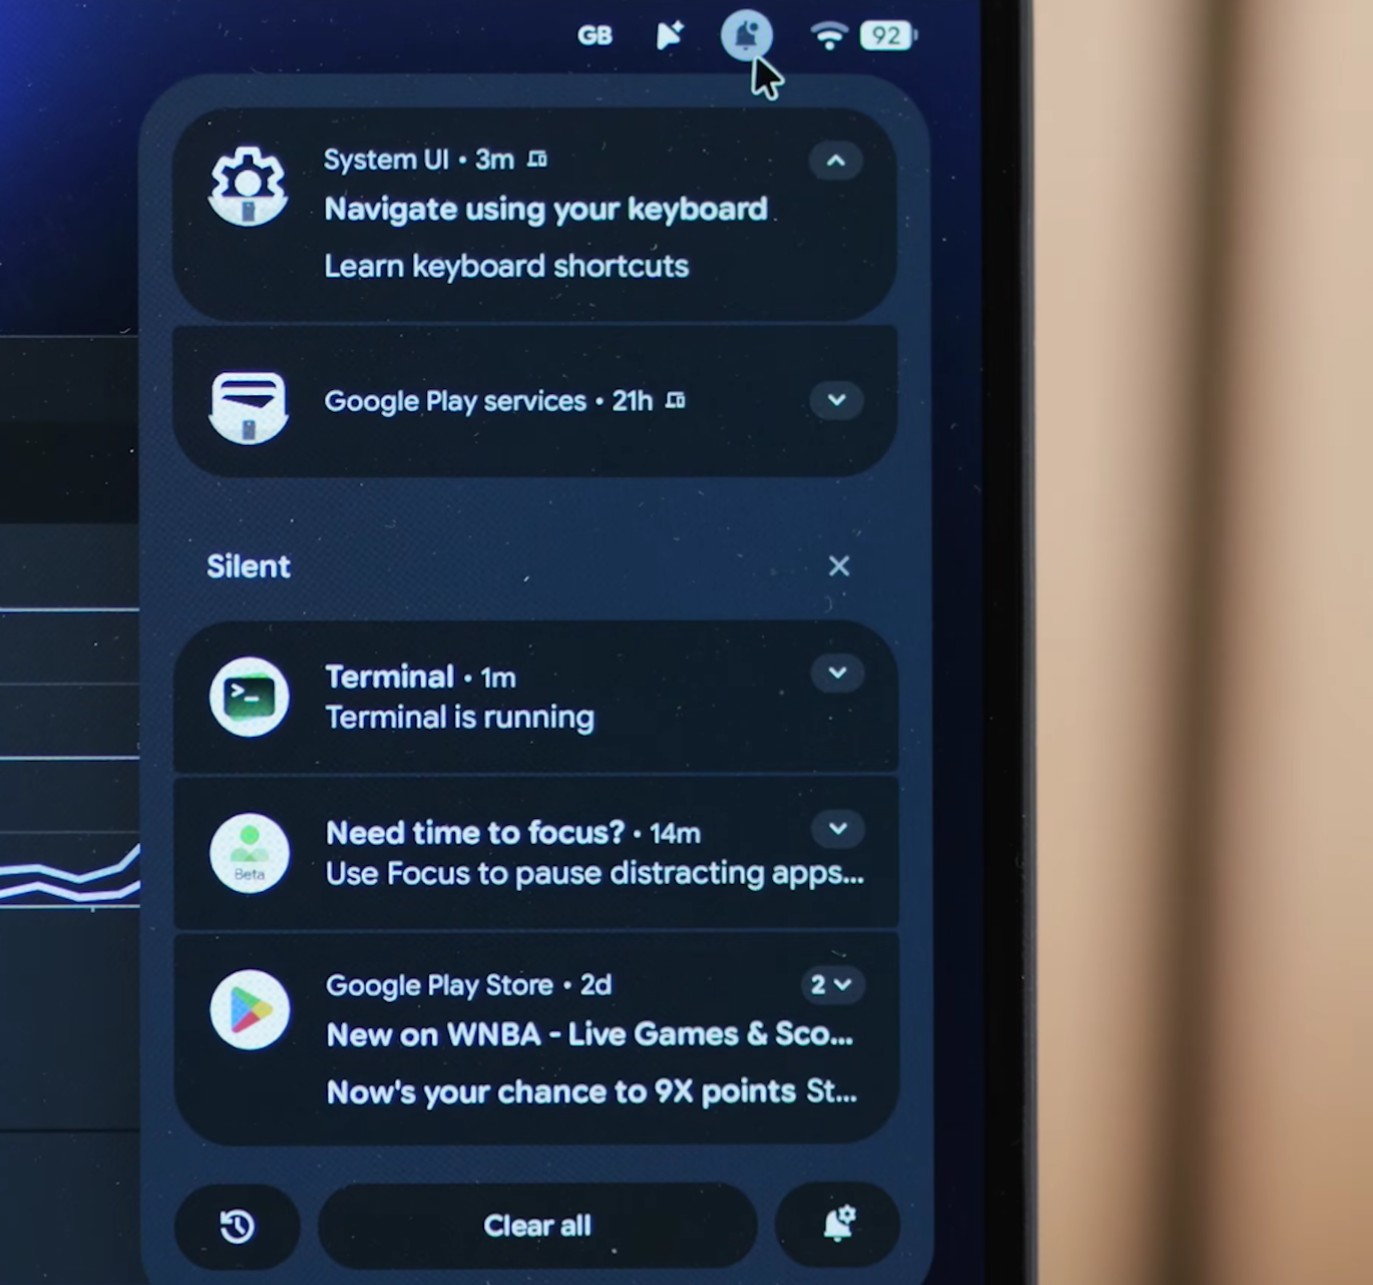 GB
92
System UI • 3m
Navigate using your keyboard
Learn keyboard shortcuts
Google Play services • 21h
Silent
Terminal • 1m
Terminal is running
Need time to focus? • 14m
Use Focus to pause distracting apps...
Beta
Google Play Store • 2d
2
New on WNBA - Live Games & Sco...
Now's your chance to 9X points St...
Clear all